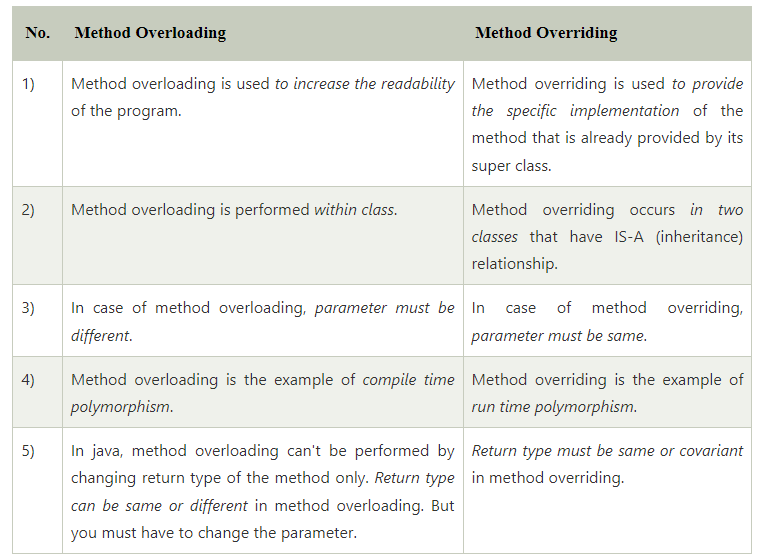 No. Method Overloading Method Overriding
1) Method overloading is used to increase the readability
of the program.
Method overriding is used to provide
the specific implementation of the
method that is already provided by its
super class.
2) Method overloading is performed within class.
Method overriding occurs in two
classes that have IS-A (inheritance)
relationship.
3) In case of method overloading, parameter must be
different.
In case of method overriding,
parameter must be same.
4) Method overloading is the example of compile time
polymorphism.
Method overriding is the example of
run time polymorphism.
5) In java, method overloading can't be performed by
changing return type of the method only. Return type
can be same or different in method overloading. But
you must have to change the parameter.
Return type must be same or covariant
in method overriding.